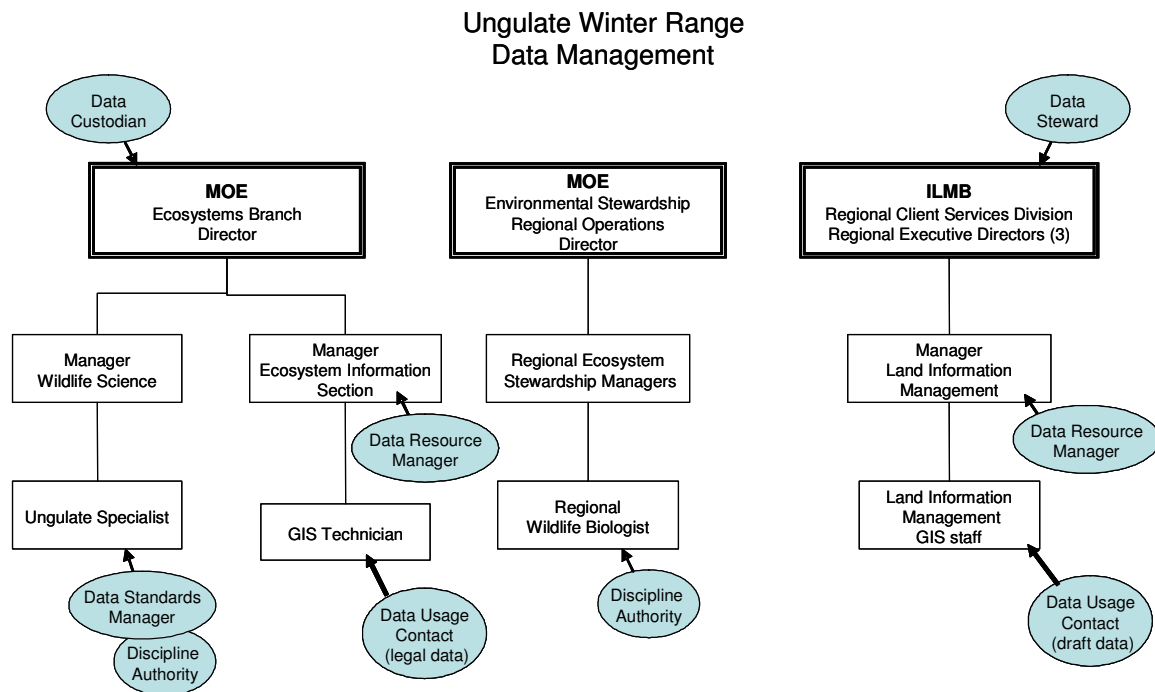 Ungulate Winter Range
Data Management
Data
Custodian
Data
Steward
MOE
Ecosystems Branch
Director
MOE
Environmental Stewardship
Regional Operations
Director
ILMB
Regional Client Services Division
Regional Executive Directors (3)
Manager
Wildlife Science
Manager
Ecosystem Information
Section
Regional Ecosystem
Stewardship Managers
Manager
Land Information
Management
Data Resource
Manager
Data Resource
Manager
Ungulate Specialist
GIS Technician
Regional
Wildlife Biologist
Land Information
Management
GIS staff
Data Standards
Manager
Discipline
Authority
Data Usage
Contact
(legal data)
Discipline
Authority
Data Usage
Contact
(draft data)